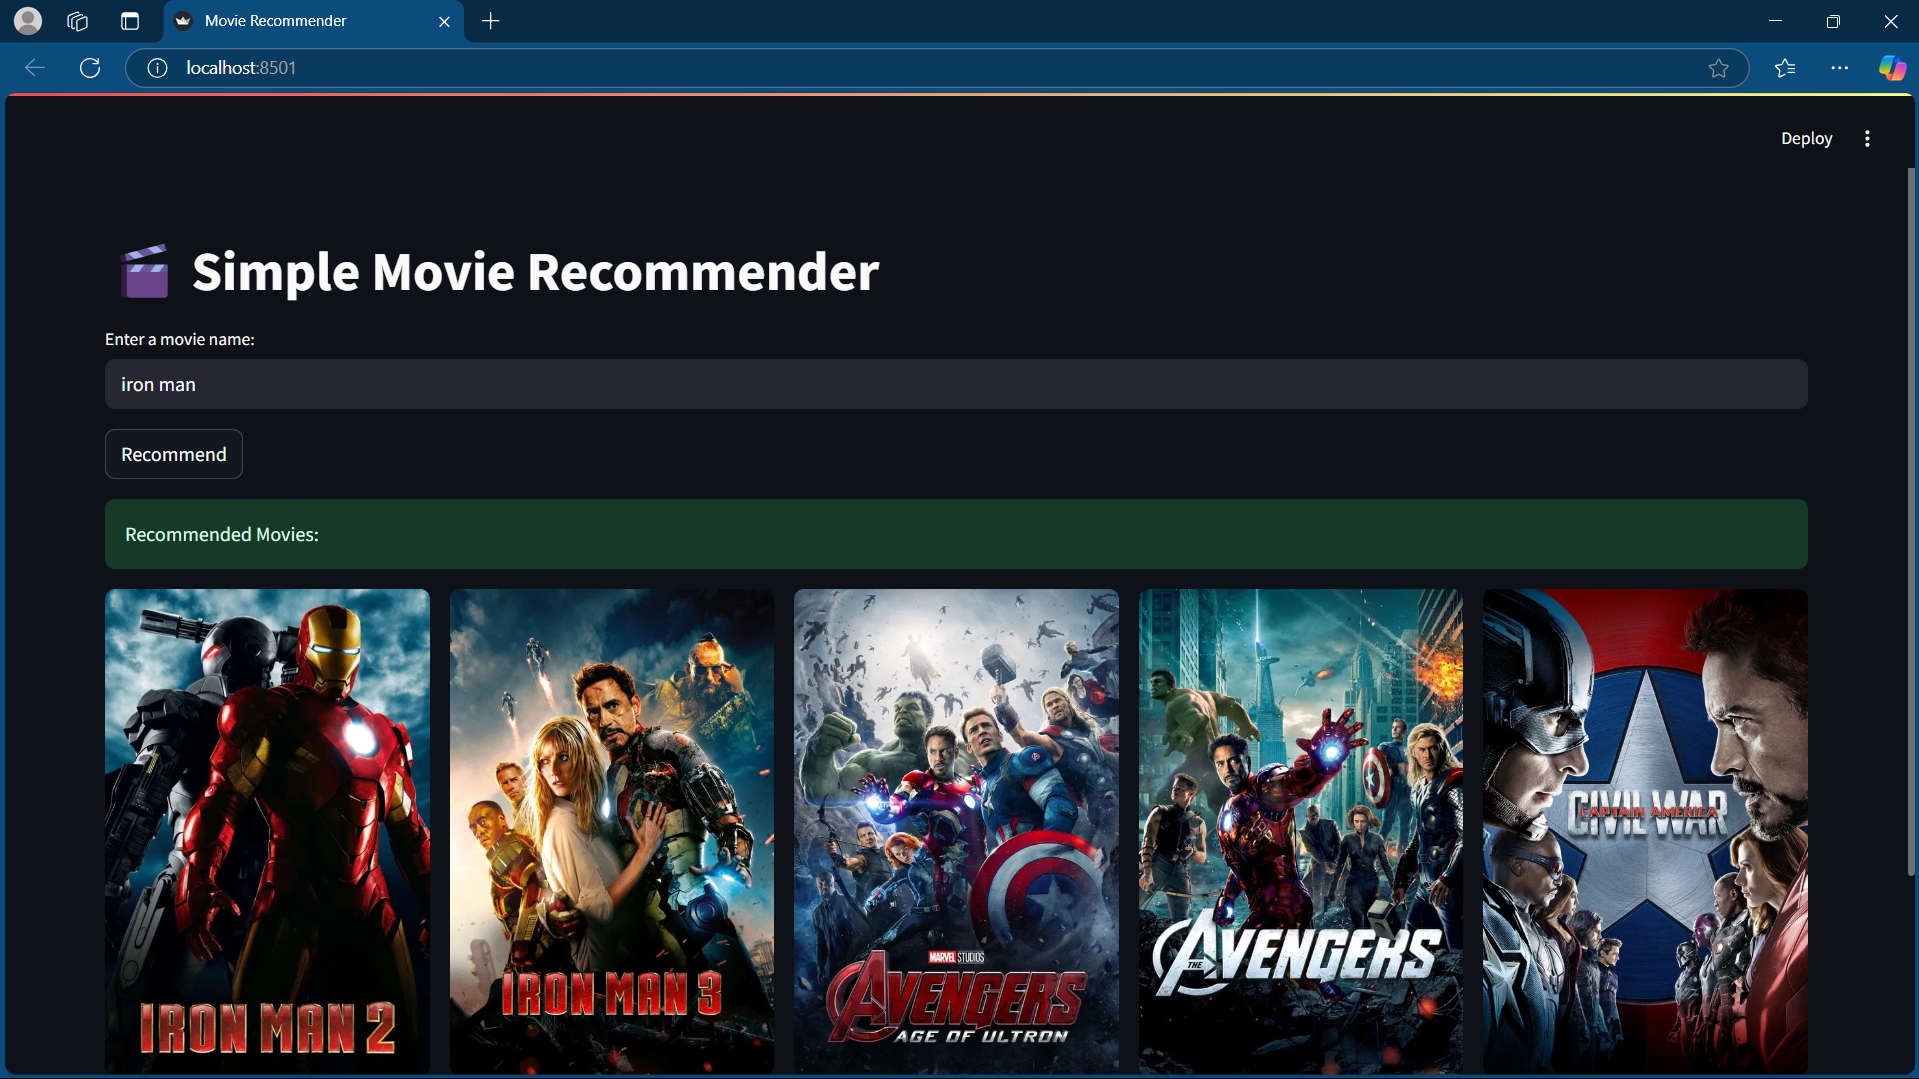 Movie Recommender
localhost:8501
Deploy
Simple Movie Recommender
Enter a movie name:
iron man
Recommend
Recommended Movies:
IRON MAN 2
IRON MAN 3
MARVEL STUDIOS
AVENGERS
AGE OF ULTRON
THE AVENGERS
CAPTAIN AMERICA
CIVIL WAR